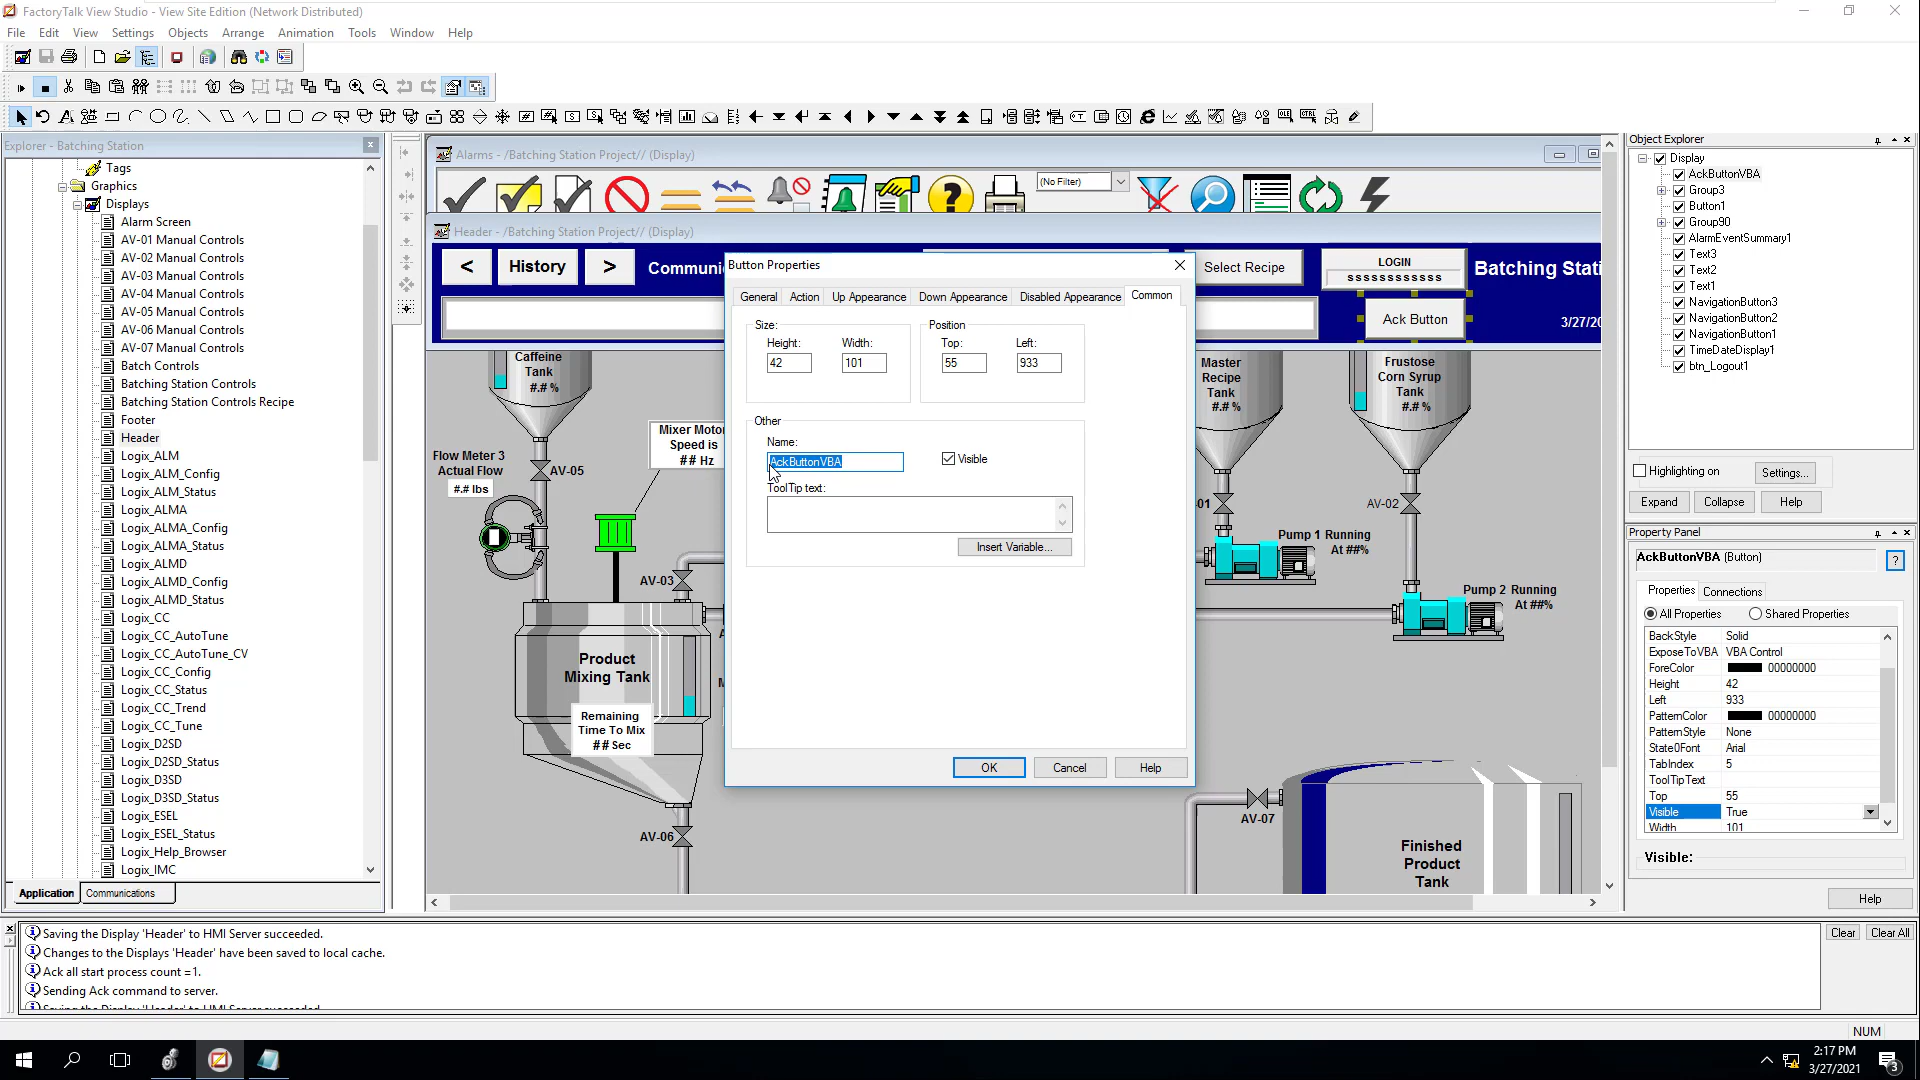 FactoryTalk View Studio - View Site Edition (Network Distributed)
File Edit View Settings Objects Arrange Animation Tools Window Help
Explorer - Batching Station
Tags
Graphics
Displays
Alarm Screen
AV-01 Manual Controls
AV-02 Manual Controls
AV-03 Manual Controls
AV-04 Manual Controls
AV-05 Manual Controls
AV-06 Manual Controls
AV-07 Manual Controls
Batch Controls
Batching Station Controls
Batching Station Controls Recipe
Footer
Header
Logix_ALM
Logix_ALM_Config
Logix_ALM_Status
Logix_ALMA
Logix_ALMA_Config
Logix_ALMA_Status
Logix_ALMD
Logix_ALMD_Config
Logix_ALMD_Status
Logix_CC
Logix_CC_AutoTune
Logix_CC_AutoTune_CV
Logix_CC_Config
Logix_CC_Status
Logix_CC_Trend
Logix_CC_Tune
Logix_D2SD
Logix_D2SD_Status
Logix_D3SD
Logix_D3SD_Status
Logix_ESEL
Logix_ESEL_Status
Logix_Help_Browser
Logix_IMC
Application Communications
Alarms - /Batching Station Project// (Display)
(No Filter)
Header - /Batching Station Project// (Display)
< History > Communi
Select Recipe
LOGIN
ssssssssssss
Batching Stati
Ack Button
3/27/20
Caffeine
Tank
#.# %
Flow Meter 3
Actual Flow
#.# lbs
AV-05
Mixer Motor
Speed is
## Hz
AV-03
Product
Mixing Tank
Remaining
Time To Mix
## Sec
AV-06
Master
Recipe
Tank
#.# %
-01
Pump 1 Running
At ##%
Frustose
Corn Syrup
Tank
#.# %
AV-02
Pump 2 Running
At ##%
AV-07
Finished
Product
Tank
Button Properties
General Action Up Appearance Down Appearance Disabled Appearance Common
Size:
Height: Width:
42 101
Position
Top: Left:
55 933
Other
Name:
AckButtonVBA
Visible
ToolTip text:
Insert Variable...
OK Cancel Help
Object Explorer
Display
AckButtonVBA
Group3
Button1
Group90
AlarmEventSummary1
Text3
Text2
Text1
NavigationButton3
NavigationButton2
NavigationButton1
TimeDateDisplay1
btn_Logout1
Highlighting on Settings...
Expand Collapse Help
Property Panel
AckButtonVBA (Button)
?
Properties Connections
All Properties Shared Properties
BackStyle Solid
ExposeToVBA VBA Control
ForeColor 00000000
Height 42
Left 933
PatternColor 00000000
PatternStyle None
State0Font Arial
TabIndex 5
ToolTipText
Top 55
Visible True
Width 101
Visible:
Help
Saving the Display 'Header' to HMI Server succeeded.
Changes to the Displays 'Header' have been saved to local cache.
Ack all start process count =1.
Sending Ack command to server.
Saving the Display 'Header' to HMI Server succeeded.
Clear Clear All
NUM
2:17 PM
3/27/2021
3